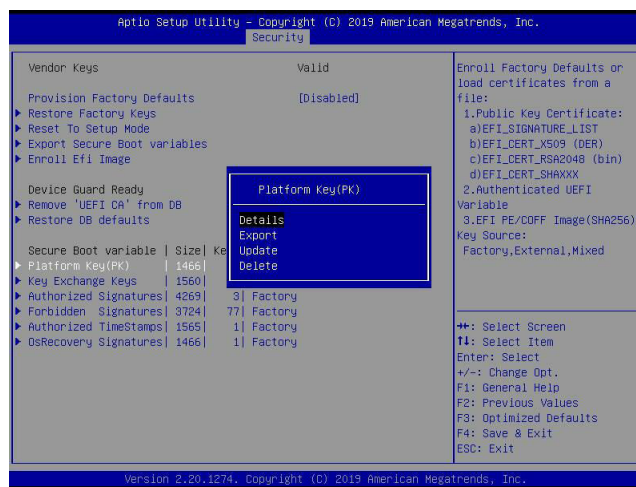 Aptio Setup Utility – Copyright (C) 2019 American Megatrends, Inc.
Security
Vendor Keys Valid
Provision Factory Defaults [Disabled]
Restore Factory Keys
Reset To Setup Mode
Export Secure Boot variables
Enroll Efi Image
Device Guard Ready
Remove 'UEFI CA' from DB
Restore DB defaults
Secure Boot variable | Size| Ke
Platform Key(PK) | 1466|
Key Exchange Keys | 1560|
Authorized Signatures| 4269| 3| Factory
Forbidden Signatures| 3724| 77| Factory
Authorized TimeStamps| 1565| 1| Factory
OsRecovery Signatures| 1466| 1| Factory
Platform Key(PK)
Details
Export
Update
Delete
Enroll Factory Defaults or
load certificates from a
file:
1.Public Key Certificate:
a)EFI_SIGNATURE_LIST
b)EFI_CERT_X509 (DER)
c)EFI_CERT_RSA2048 (bin)
d)EFI_CERT_SHAXXX
2.Authenticated UEFI
Variable
3.EFI PE/COFF Image(SHA256)
Key Source:
Factory,External,Mixed
→←: Select Screen
↑↓: Select Item
Enter: Select
+/-: Change Opt.
F1: General Help
F2: Previous Values
F3: Optimized Defaults
F4: Save & Exit
ESC: Exit
Version 2.20.1274. Copyright (C) 2019 American Megatrends, Inc.